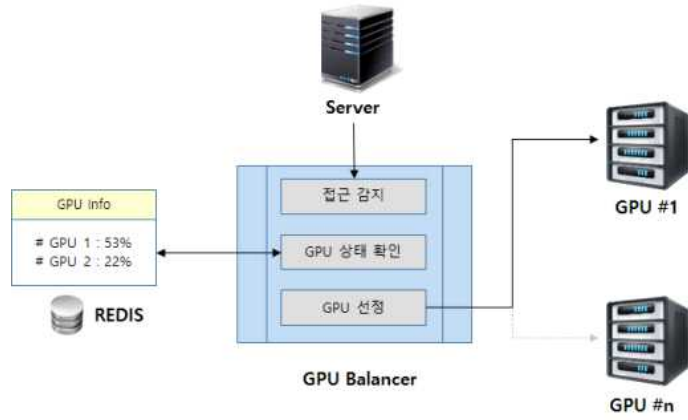 Server
접근 감지
GPU Info
# GPU 1 : 53%
# GPU 2 : 22%
GPU 상태 확인
GPU #1
REDIS
GPU 선정
GPU Balancer
GPU #n